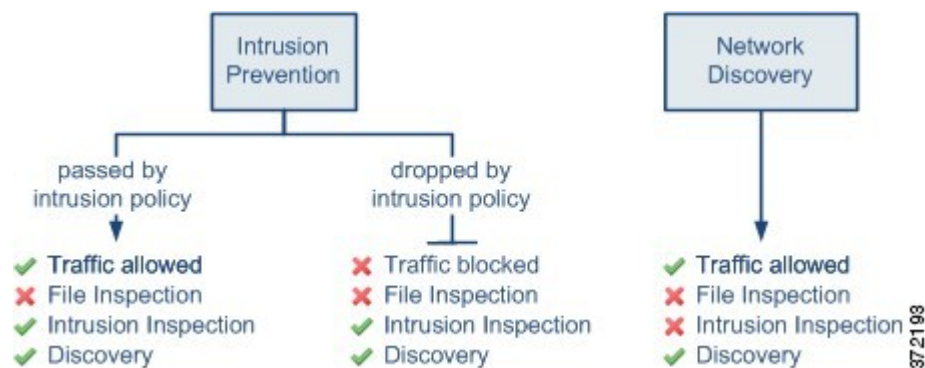 Intrusion
Prevention
passed by
intrusion policy
Traffic allowed
File Inspection
Intrusion Inspection
Discovery
dropped by
intrusion policy
Traffic blocked
File Inspection
Intrusion Inspection
Discovery
Network
Discovery
Traffic allowed
File Inspection
Intrusion Inspection
Discovery
372193